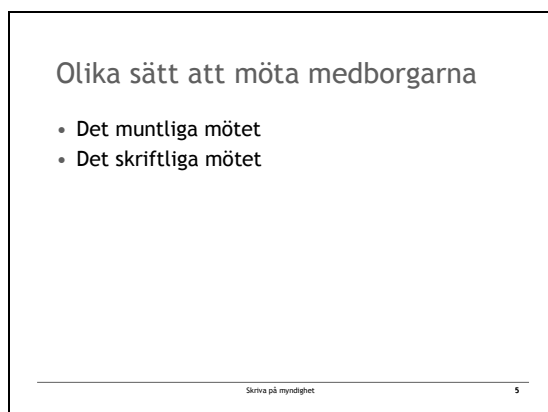 Olika sätt att möta medborgarna
• Det muntliga mötet
• Det skriftliga mötet
Skriva på myndighet 5